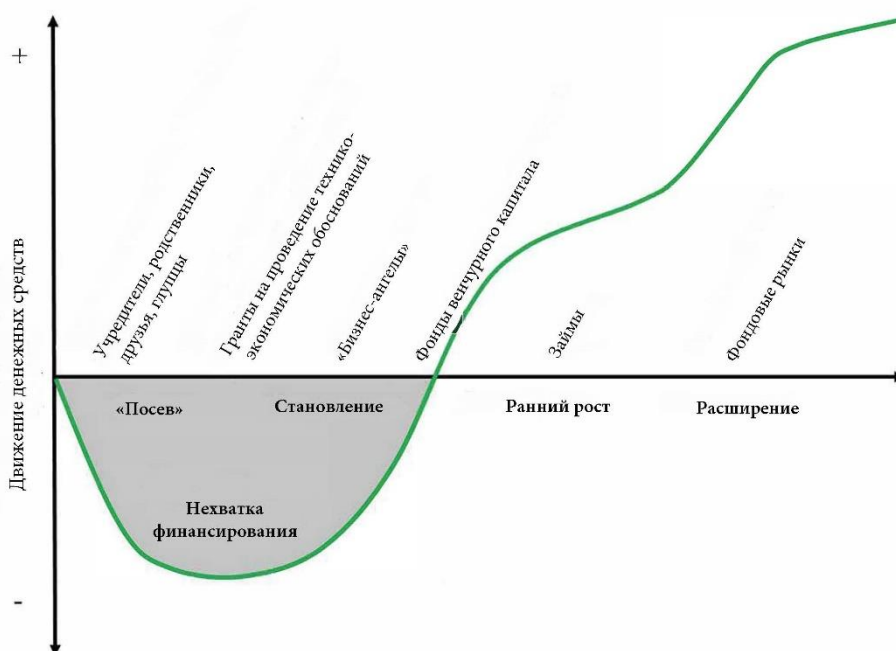 +
Движение денежных средств
-
Учредители, родственники,
друзья, глупцы
Гранты на проведение технико-
экономических обоснований
«Бизнес-ангелы»
Фонды венчурного капитала
Займы
Фондовые рынки
«Посев»
Становление
Ранний рост
Расширение
Нехватка
финансирования